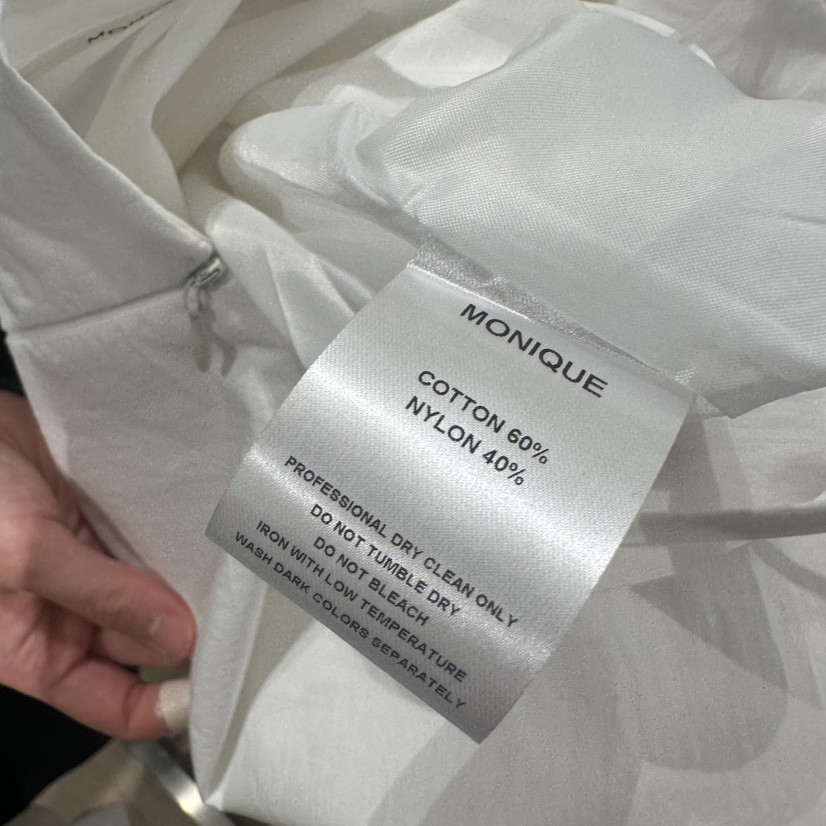 MONIQUE
COTTON 60%
NYLON 40%
PROFESSIONAL DRY CLEAN ONLY
DO NOT TUMBLE DRY
DO NOT BLEACH
IRON WITH LOW TEMPERATURE
WASH DARK COLORS SEPARATELY